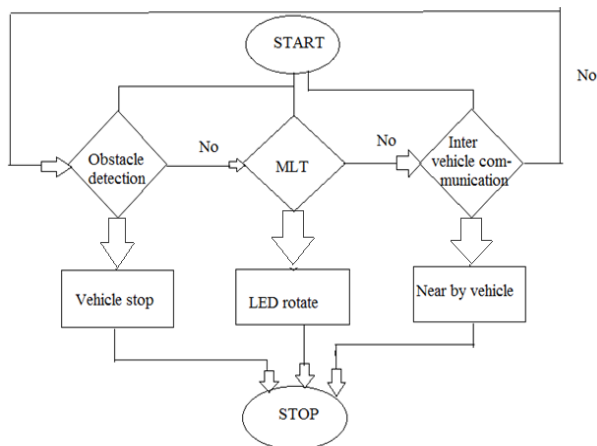 START
No
Obstacle
detection
No
MLT
No
Inter
vehicle com-
munication
Vehicle stop
LED rotate
Near by vehicle
STOP